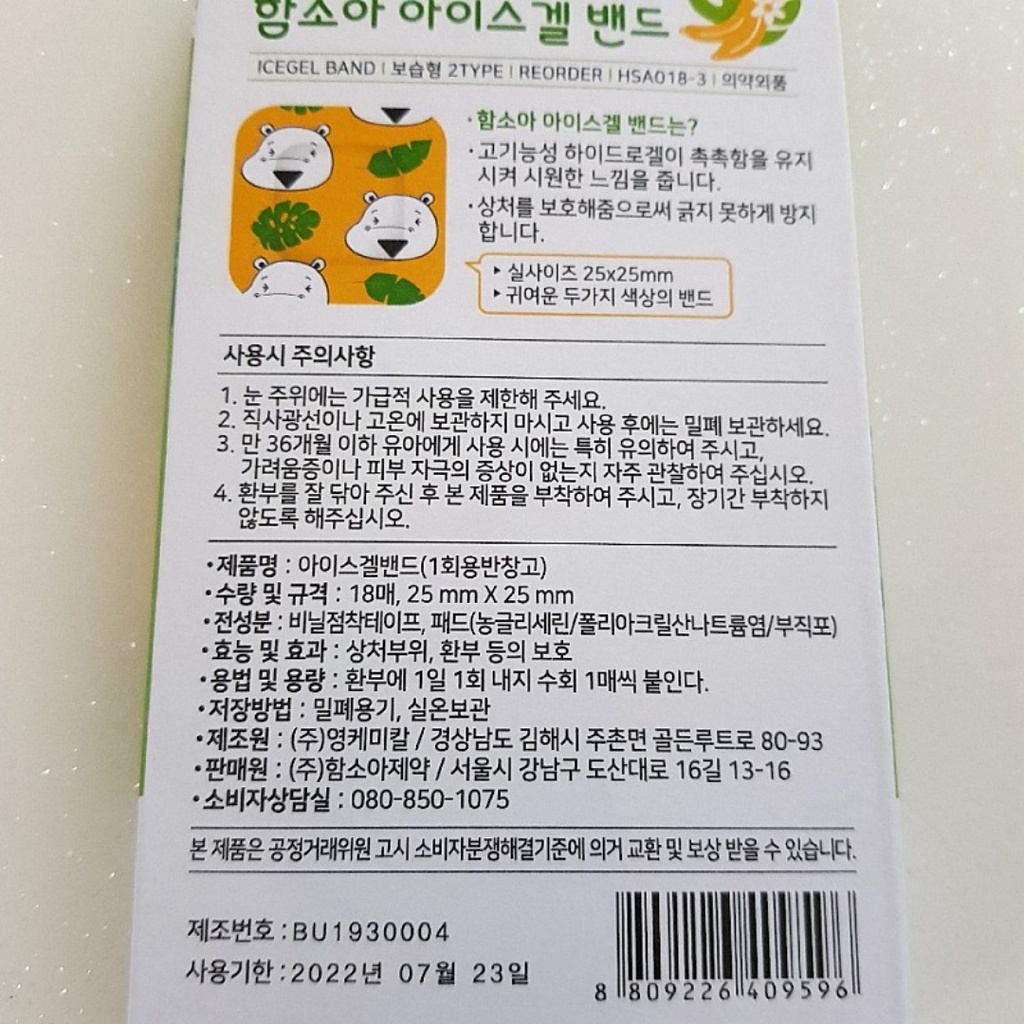 함소아 아이스겔 밴드
ICEGEL BAND | 보습형 2TYPE | REORDER | HSA018-3 | 의약외품
·함소아 아이스겔 밴드는?
·고기능성 하이드로겔이 촉촉함을 유지
시켜 시원한 느낌을 줍니다.
·상처를 보호해줌으로써 긁지 못하게 방지
합니다.
▸ 실사이즈 25x25mm
▸ 귀여운 두가지 색상의 밴드
사용시 주의사항
1. 눈 주위에는 가급적 사용을 제한해 주세요.
2. 직사광선이나 고온에 보관하지 마시고 사용 후에는 밀폐 보관하세요.
3. 만 36개월 이하 유아에게 사용 시에는 특히 유의하여 주시고,
가려움증이나 피부 자극의 증상이 없는지 자주 관찰하여 주십시오.
4. 환부를 잘 닦아 주신 후 본 제품을 부착하여 주시고, 장기간 부착하지
않도록 해주십시오.
•제품명 : 아이스겔밴드(1회용반창고)
•수량 및 규격 : 18매, 25 mm X 25 mm
•전성분 : 비닐점착테이프, 패드(농글리세린/폴리아크릴산나트륨염/부직포)
•효능 및 효과 : 상처부위, 환부 등의 보호
•용법 및 용량 : 환부에 1일 1회 내지 수회 1매씩 붙인다.
•저장방법 : 밀폐용기, 실온보관
•제조원 : (주)영케미칼 / 경상남도 김해시 주촌면 골든루트로 80-93
•판매원 : (주)함소아제약 / 서울시 강남구 도산대로 16길 13-16
•소비자상담실 : 080-850-1075
본 제품은 공정거래위원 고시 소비자분쟁해결기준에 의거 교환 및 보상 받을 수 있습니다.
제조번호 : BU1930004
사용기한 : 2022년 07월 23일
8 809226 409596